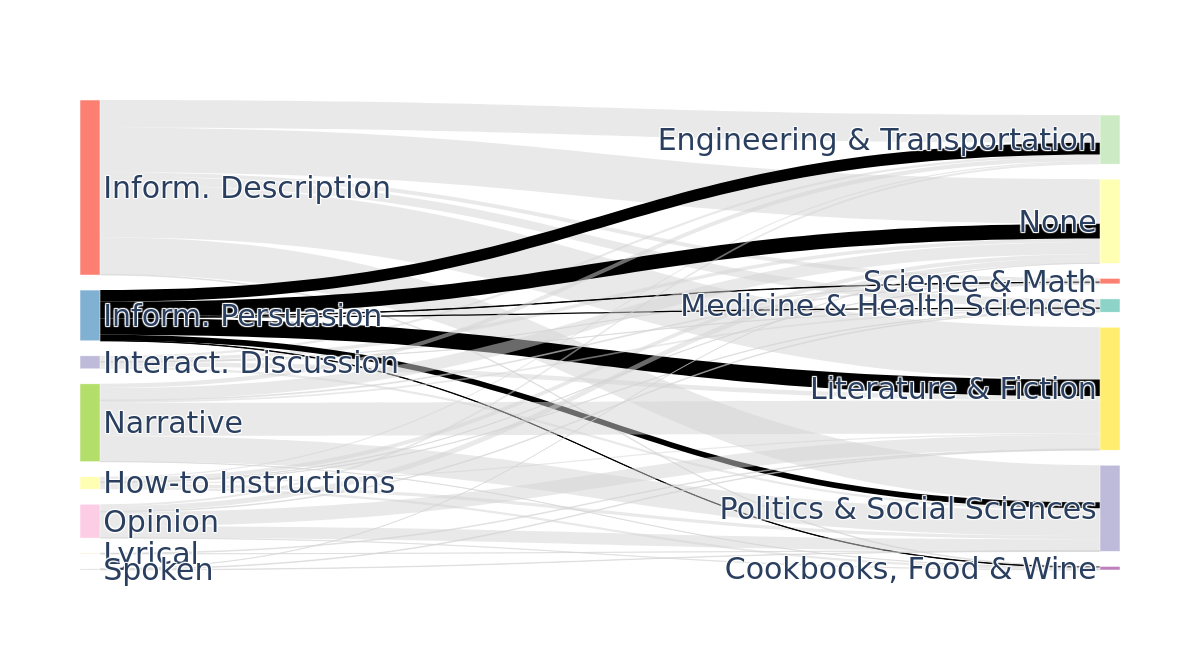 Inform. Description
Inform. Persuasion
Interact. Discussion
Narrative
How-to Instructions
Opinion
Lyrical
Spoken
Engineering & Transportation
None
Science & Math
Medicine & Health Sciences
Literature & Fiction
Politics & Social Sciences
Cookbooks, Food & Wine